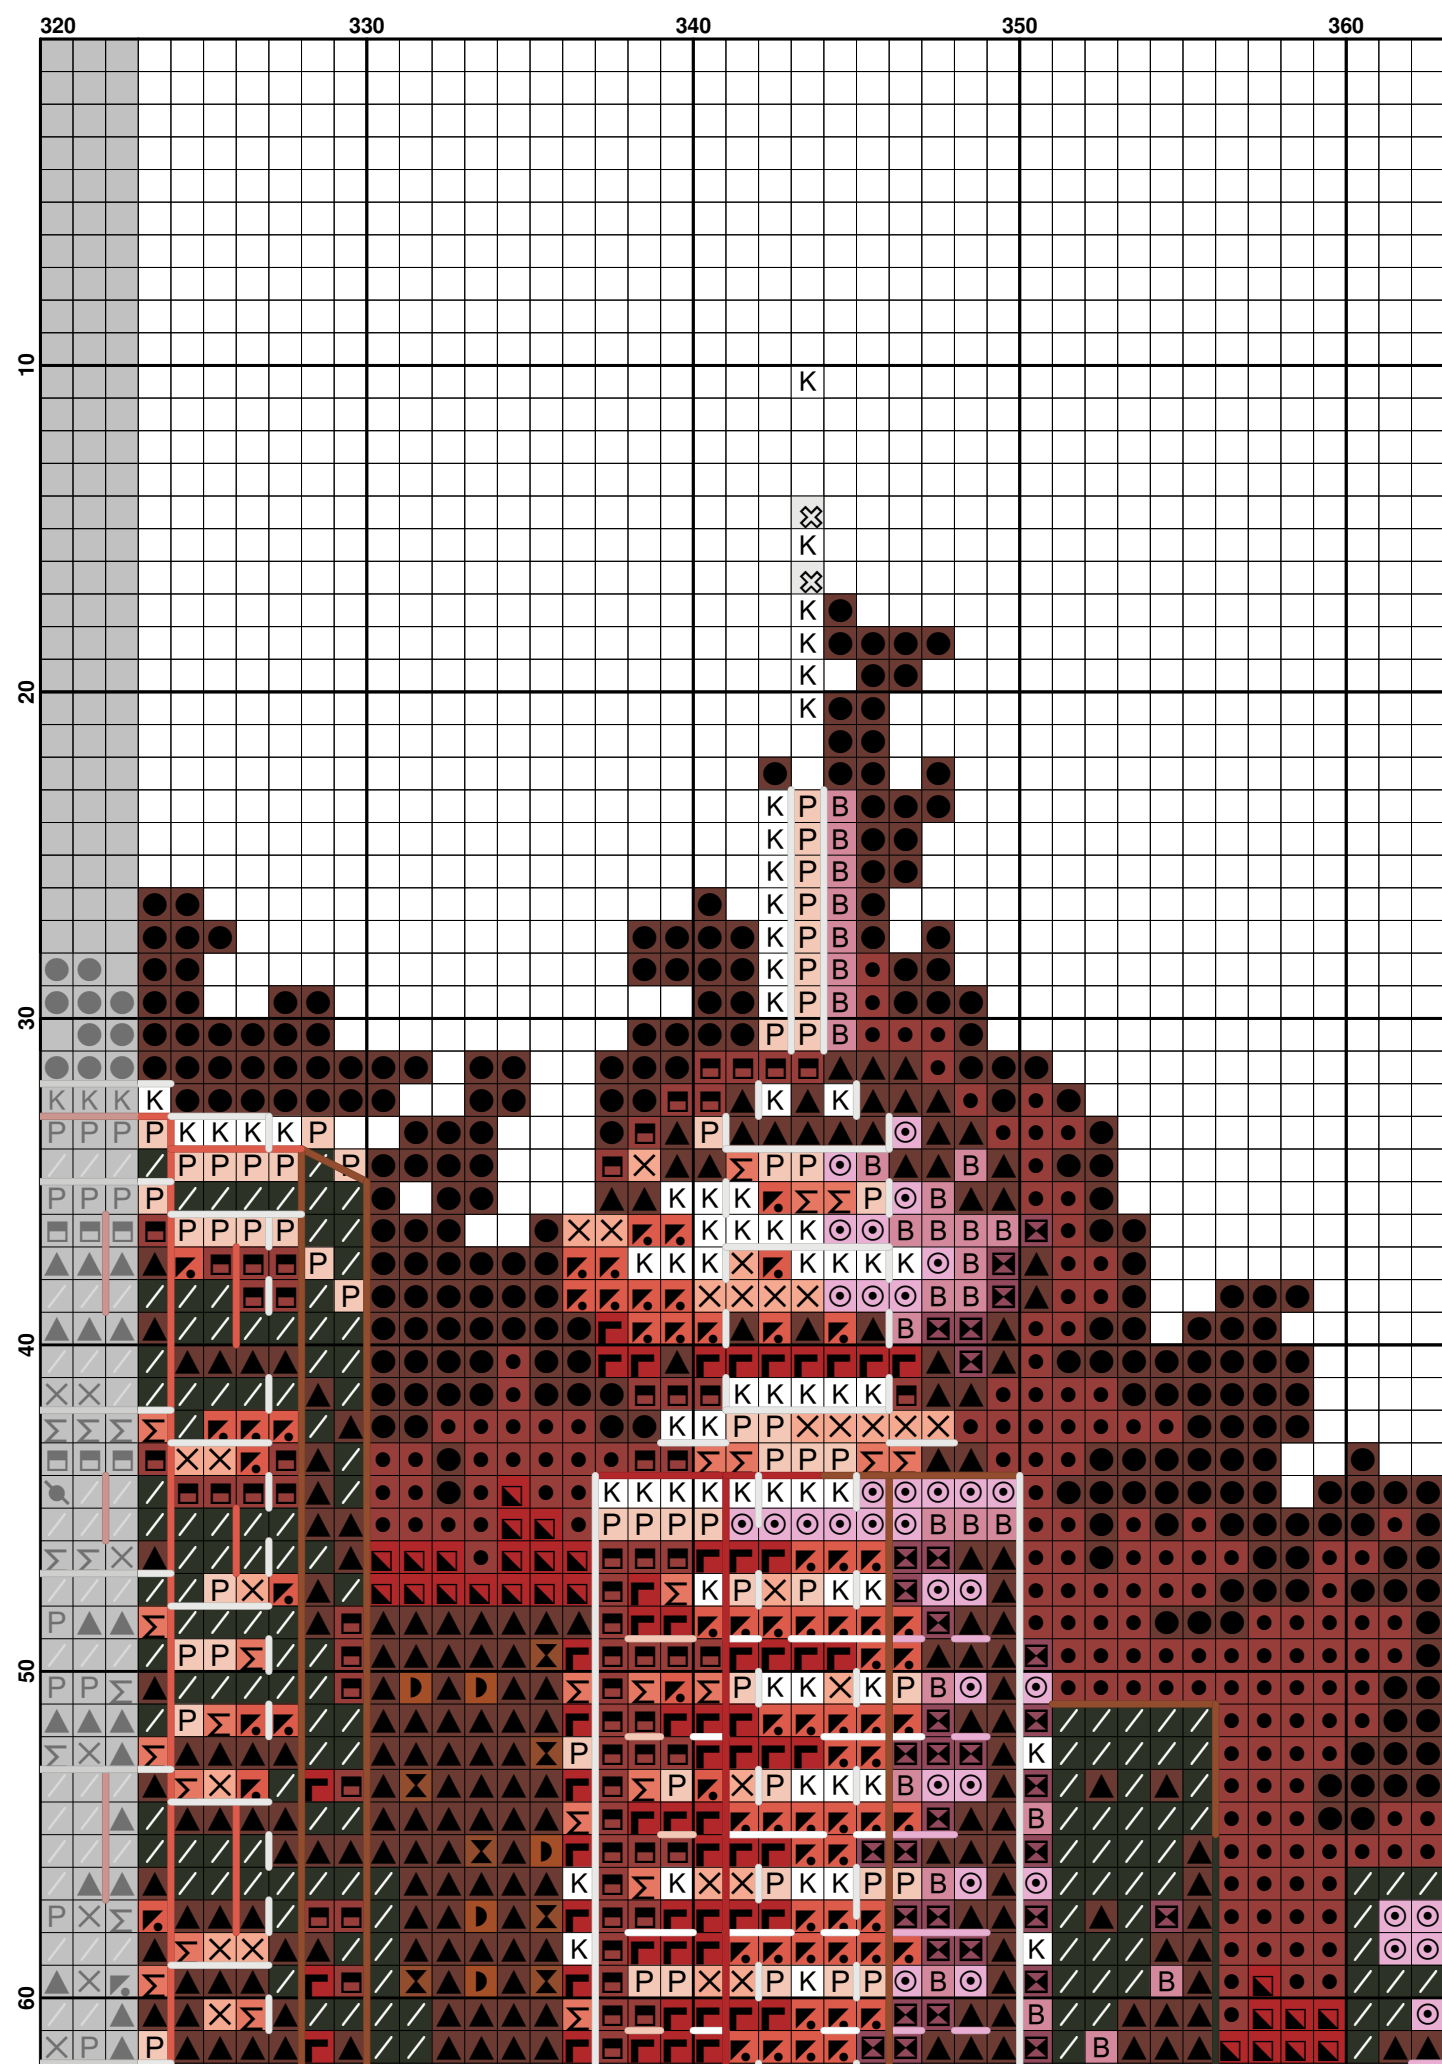 320 330 340 350 360
10
K
K
K
K
K
20
K
K P B
K P B
K P B
K P B
K P B
K P B
K P B
30
P P B
K K K K K K
P P P P K K K K P P
P P P P P Σ P P B B
P P P P K K K Σ Σ P B
P P P P K K K K B B B B
P K K K K K K K B
P B B
B
40
K K K K K
Σ Σ Σ Σ K K P P
Σ Σ P P P Σ Σ
K K K K K K K K
P P P P B B B
Σ Σ
P Σ K P P K K
P Σ
P P Σ
50
P P Σ Σ Σ Σ P K K K P B
P Σ
Σ Σ P K
Σ Σ P P K K K B
Σ B
K Σ K P K K P P B
P Σ
Σ K K
Σ P P P K P P B B
60
Σ Σ B
P P B